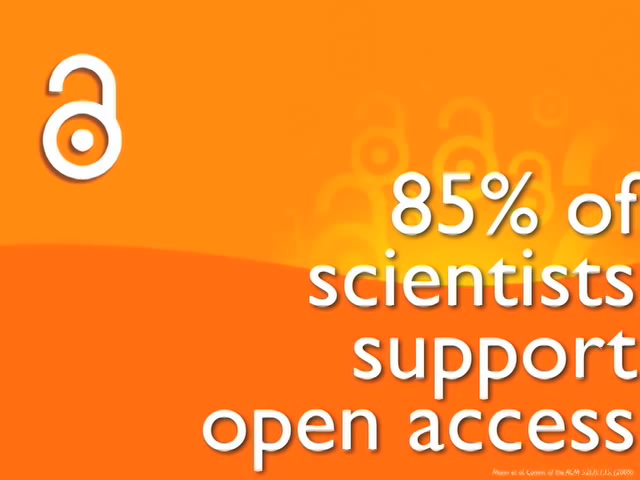 85% of
scientists
support
open access